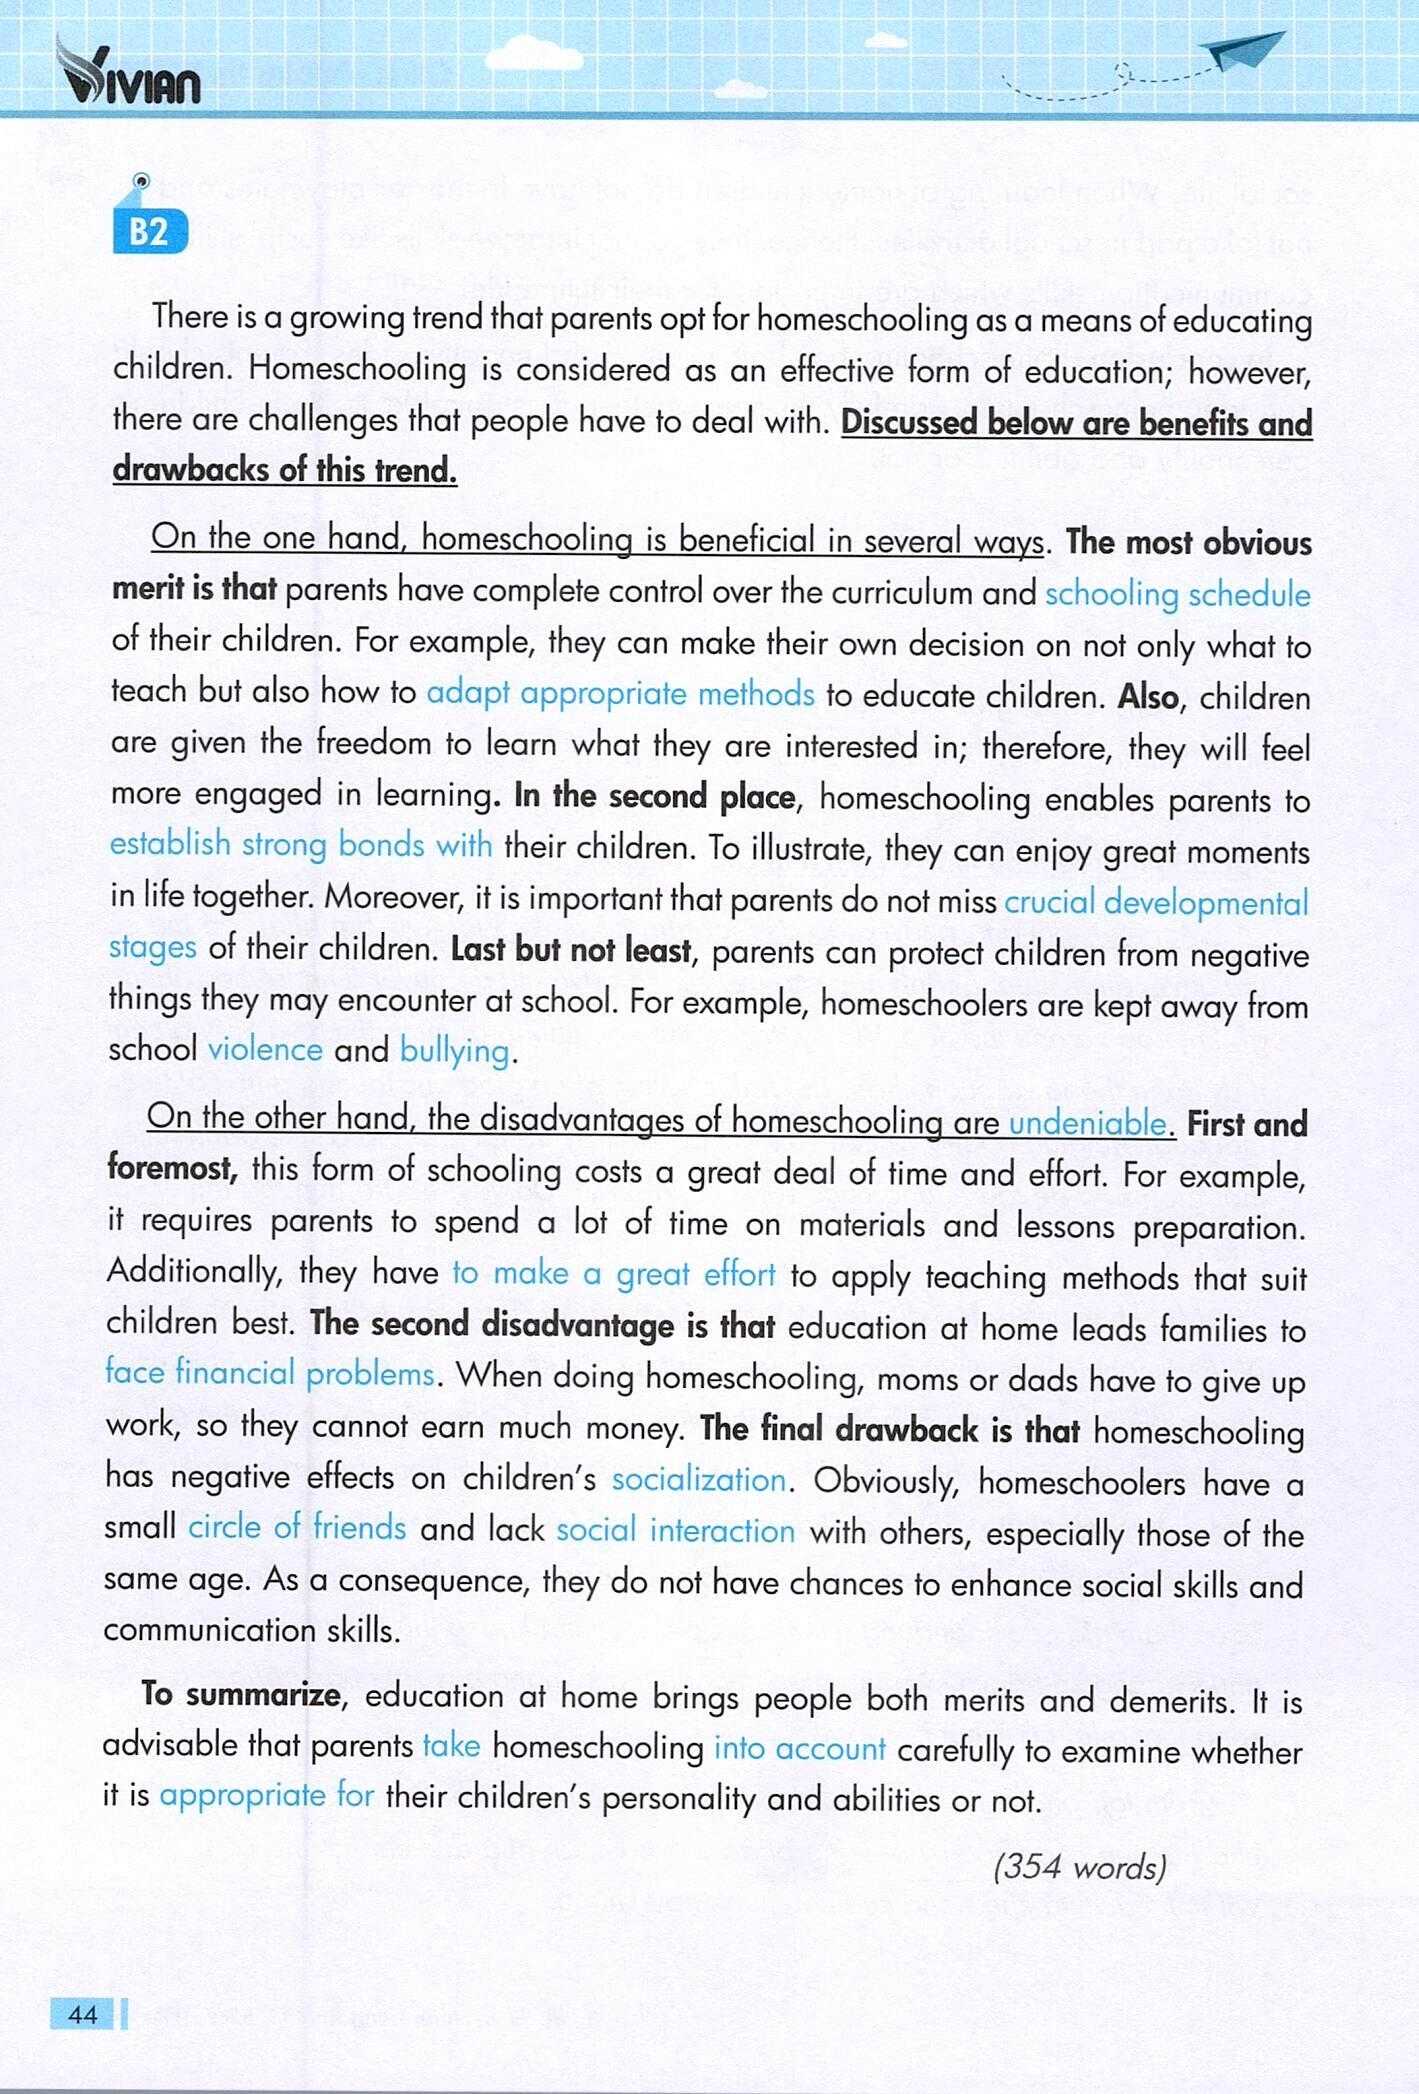 VIVIAN
B2
There is a growing trend that parents opt for homeschooling as a means of educating
children. Homeschooling is considered as an effective form of education; however,
there are challenges that people have to deal with. Discussed below are benefits and
drawbacks of this trend.
On the one hand, homeschooling is beneficial in several ways. The most obvious
merit is that parents have complete control over the curriculum and schooling schedule
of their children. For example, they can make their own decision on not only what to
teach but also how to adapt appropriate methods to educate children. Also, children
are given the freedom to learn what they are interested in; therefore, they will feel
more engaged in learning. In the second place, homeschooling enables parents to
establish strong bonds with their children. To illustrate, they can enjoy great moments
in life together. Moreover, it is important that parents do not miss crucial developmental
stages of their children. Last but not least, parents can protect children from negative
things they may encounter at school. For example, homeschoolers are kept away from
school violence and bullying.
On the other hand, the disadvantages of homeschooling are undeniable. First and
foremost, this form of schooling costs a great deal of time and effort. For example,
it requires parents to spend a lot of time on materials and lessons preparation.
Additionally, they have to make a great effort to apply teaching methods that suit
children best. The second disadvantage is that education at home leads families to
face financial problems. When doing homeschooling, moms or dads have to give up
work, so they cannot earn much money. The final drawback is that homeschooling
has negative effects on children's socialization. Obviously, homeschoolers have a
small circle of friends and lack social interaction with others, especially those of the
same age. As a consequence, they do not have chances to enhance social skills and
communication skills.
To summarize, education at home brings people both merits and demerits. It is
advisable that parents take homeschooling into account carefully to examine whether
it is appropriate for their children's personality and abilities or not.
(354 words)
44